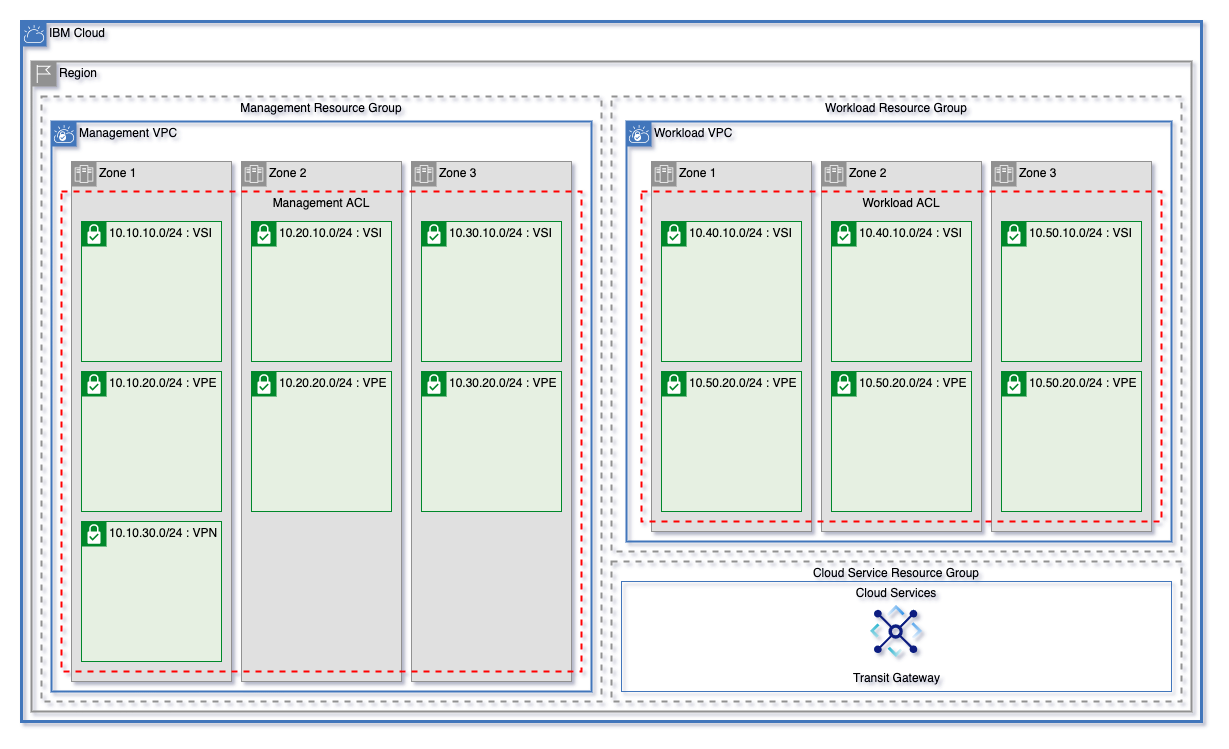 IBM Cloud
Region
Management Resource Group
Management VPC
Zone 1
Zone 2
Zone 3
Management ACL
10.10.10.0/24 : VSI
10.20.10.0/24 : VSI
10.30.10.0/24 : VSI
10.10.20.0/24 : VPE
10.20.20.0/24 : VPE
10.30.20.0/24 : VPE
10.10.30.0/24 : VPN
Workload Resource Group
Workload VPC
Zone 1
Zone 2
Zone 3
Workload ACL
10.40.10.0/24 : VSI
10.40.10.0/24 : VSI
10.50.10.0/24 : VSI
10.50.20.0/24 : VPE
10.50.20.0/24 : VPE
10.50.20.0/24 : VPE
Cloud Service Resource Group
Cloud Services
Transit Gateway